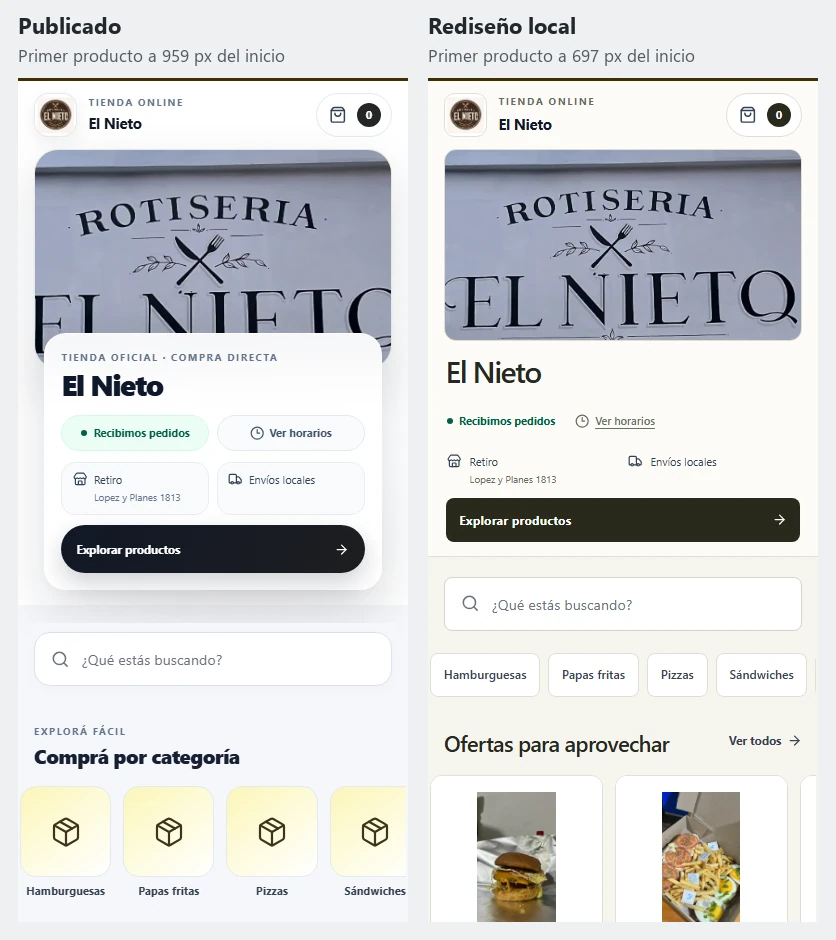 Publicado
Primer producto a 959 px del inicio
TIENDA ONLINE
El Nieto
0
EL NIETO
ROTISERIA
EL NIETO
TIENDA OFICIAL · COMPRA DIRECTA
El Nieto
Recibimos pedidos
Ver horarios
Retiro
Lopez y Planes 1813
Envíos locales
Explorar productos
¿Qué estás buscando?
EXPLORÁ FÁCIL
Comprá por categoría
Hamburguesas
Papas fritas
Pizzas
Sándwiches
Rediseño local
Primer producto a 697 px del inicio
TIENDA ONLINE
El Nieto
0
EL NIETO
ROTISERIA
EL NIETO
El Nieto
Recibimos pedidos
Ver horarios
Retiro
Lopez y Planes 1813
Envíos locales
Explorar productos
¿Qué estás buscando?
Hamburguesas
Papas fritas
Pizzas
Sándwiches
Ofertas para aprovechar
Ver todos